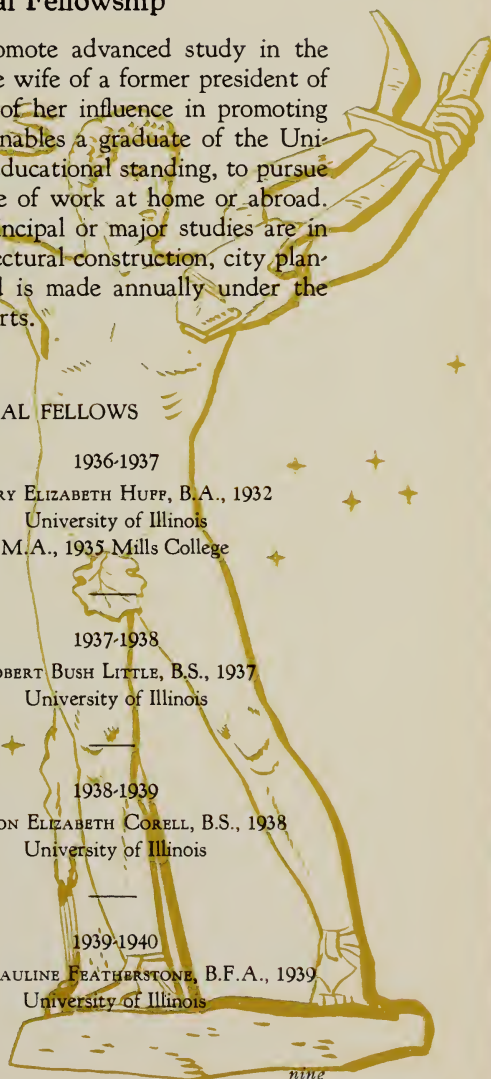 al Fellowship
omote advanced study in the
e wife of a former president of
of her influence in promoting
nables a graduate of the Uni-
ducational standing, to pursue
e of work at home or abroad.
ncipal or major studies are in
ectural construction, city plan-
d is made annually under the
rts.
AL FELLOWS
1936-1937
RY ELIZABETH HUFF, B.A., 1932
University of Illinois
M.A., 1935 Mills College
1937-1938
OBERT BUSH LITTLE, B.S., 1937
University of Illinois
1938-1939
ON ELIZABETH CORELL, B.S., 1938
University of Illinois
1939-1940
AULINE FEATHERSTONE, B.F.A., 1939
University of Illinois
nine